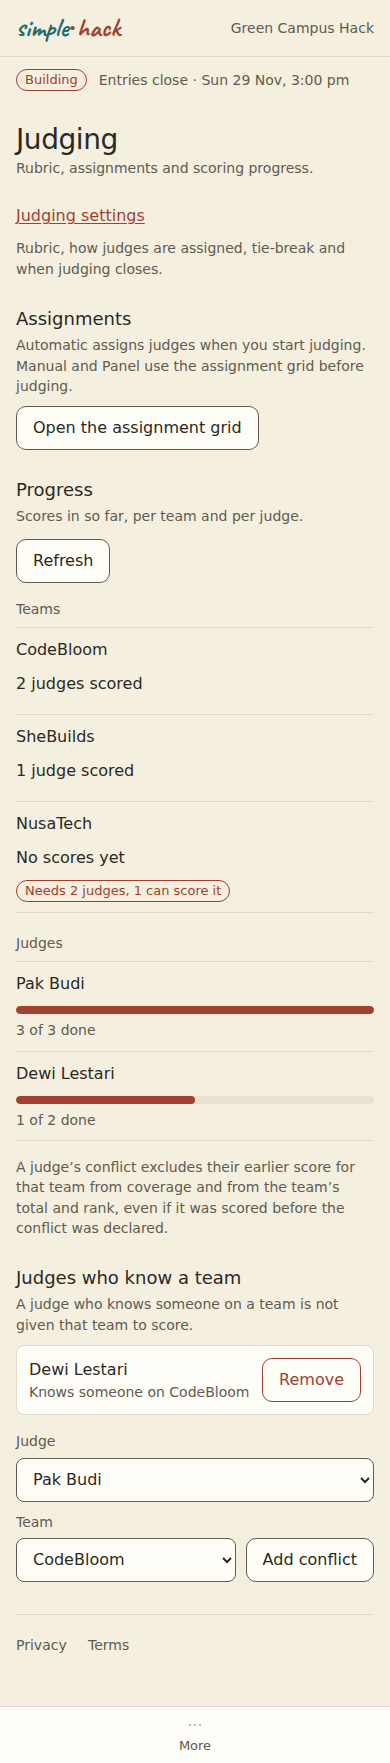 simple·hack
Green Campus Hack
Building
Entries close · Sun 29 Nov, 3:00 pm
Judging
Rubric, assignments and scoring progress.
Judging settings
Rubric, how judges are assigned, tie-break and
when judging closes.
Assignments
Automatic assigns judges when you start judging.
Manual and Panel use the assignment grid before
judging.
Open the assignment grid
Progress
Scores in so far, per team and per judge.
Refresh
Teams
CodeBloom
2 judges scored
SheBuilds
1 judge scored
NusaTech
No scores yet
Needs 2 judges, 1 can score it
Judges
Pak Budi
3 of 3 done
Dewi Lestari
1 of 2 done
A judge’s conflict excludes their earlier score for
that team from coverage and from the team’s
total and rank, even if it was scored before the
conflict was declared.
Judges who know a team
A judge who knows someone on a team is not
given that team to score.
Dewi Lestari
Knows someone on CodeBloom
Remove
Judge
Pak Budi
Team
CodeBloom
Add conflict
Privacy
Terms
...
More